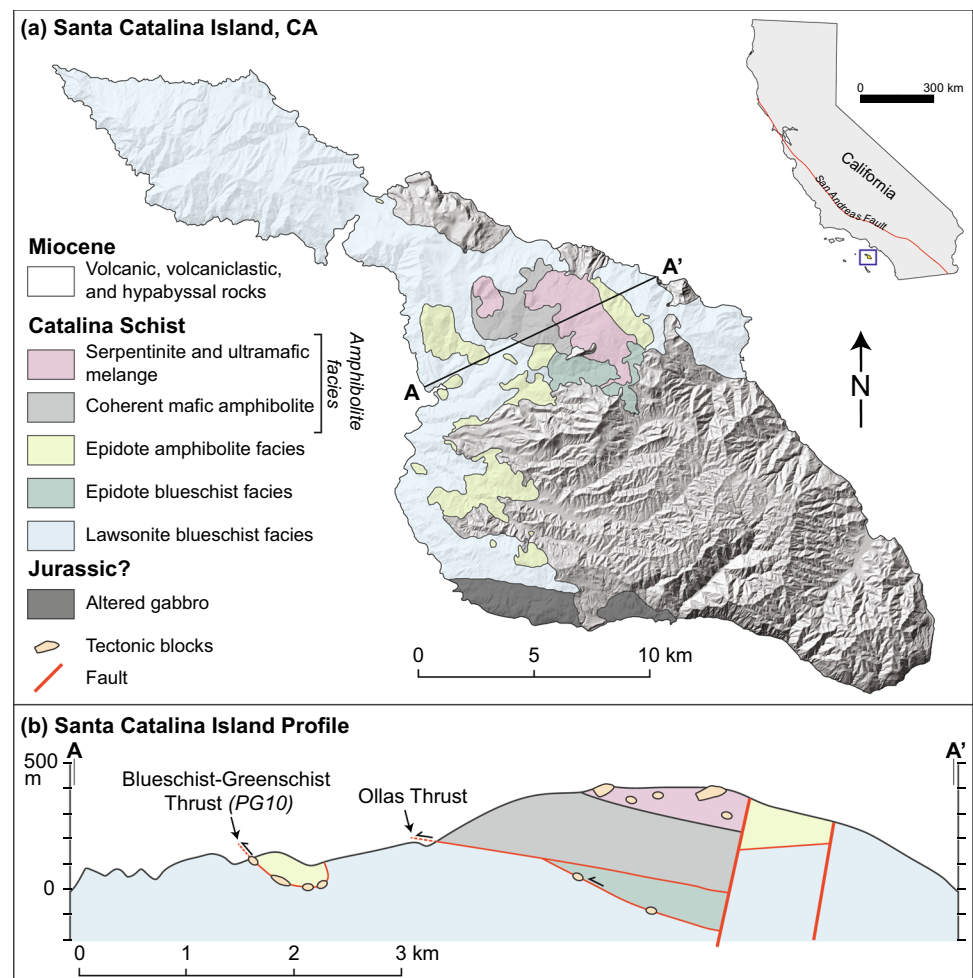 (a) Santa Catalina Island, CA
0 300 km
California
San Andreas Fault
Miocene
Volcanic, volcaniclastic,
and hypabyssal rocks
Catalina Schist
Serpentinite and ultramafic
melange
Coherent mafic amphibolite
Amphibolite
facies
Epidote amphibolite facies
Epidote blueschist facies
Lawsonite blueschist facies
Jurassic?
Altered gabbro
Tectonic blocks
Fault
A
A'
N
0 5 10 km
(b) Santa Catalina Island Profile
A A'
500
m
0
Blueschist-Greenschist
Thrust (PG10)
Ollas Thrust
0 1 2 3 km